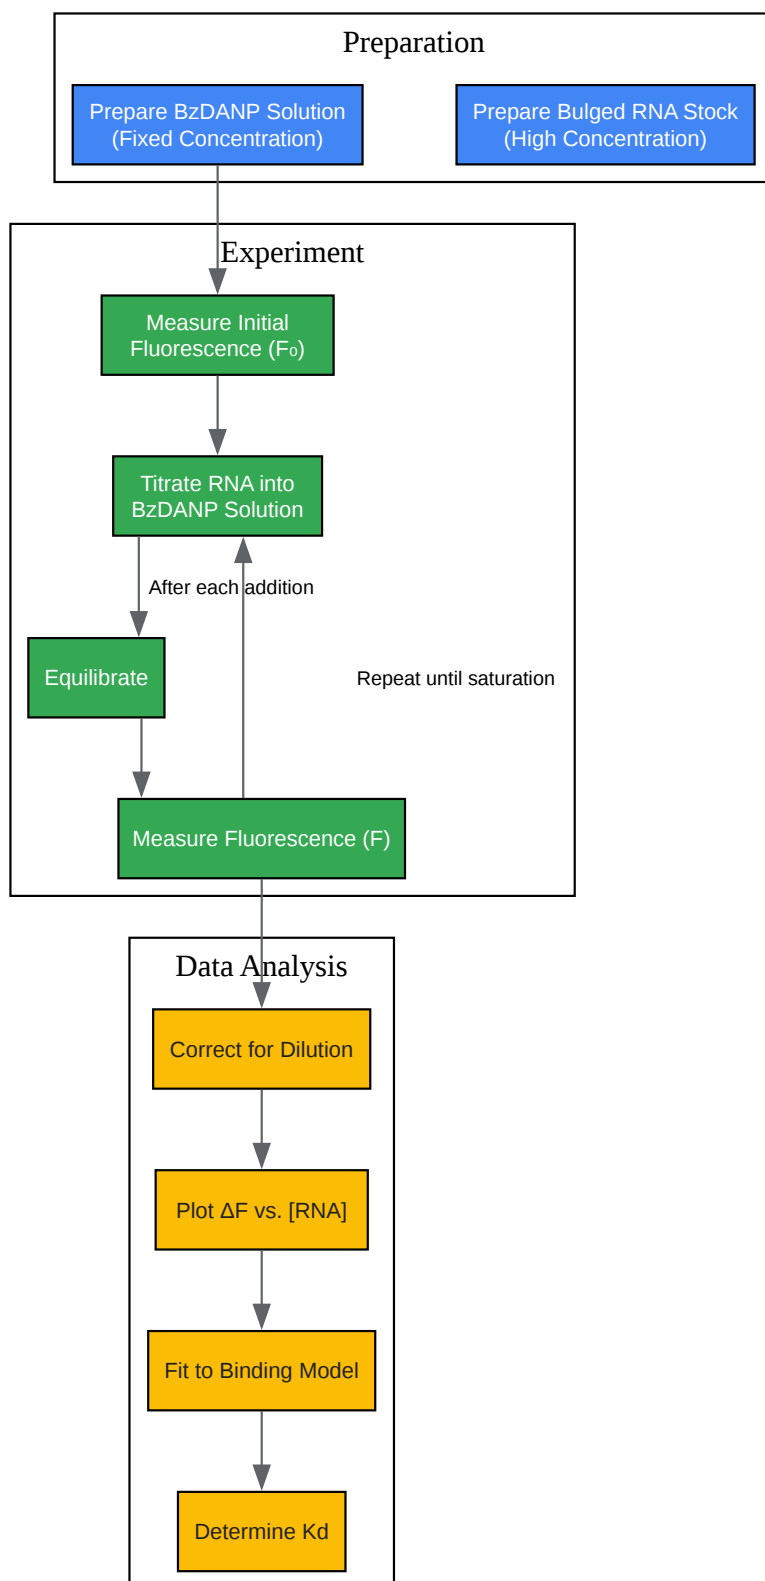 Preparation
Prepare BzDANP Solution
(Fixed Concentration)
Prepare Bulged RNA Stock
(High Concentration)
Experiment
Measure Initial
Fluorescence (F₀)
Titrate RNA into
BzDANP Solution
After each addition
Equilibrate
Repeat until saturation
Measure Fluorescence (F)
Data Analysis
Correct for Dilution
Plot ΔF vs. [RNA]
Fit to Binding Model
Determine Kd